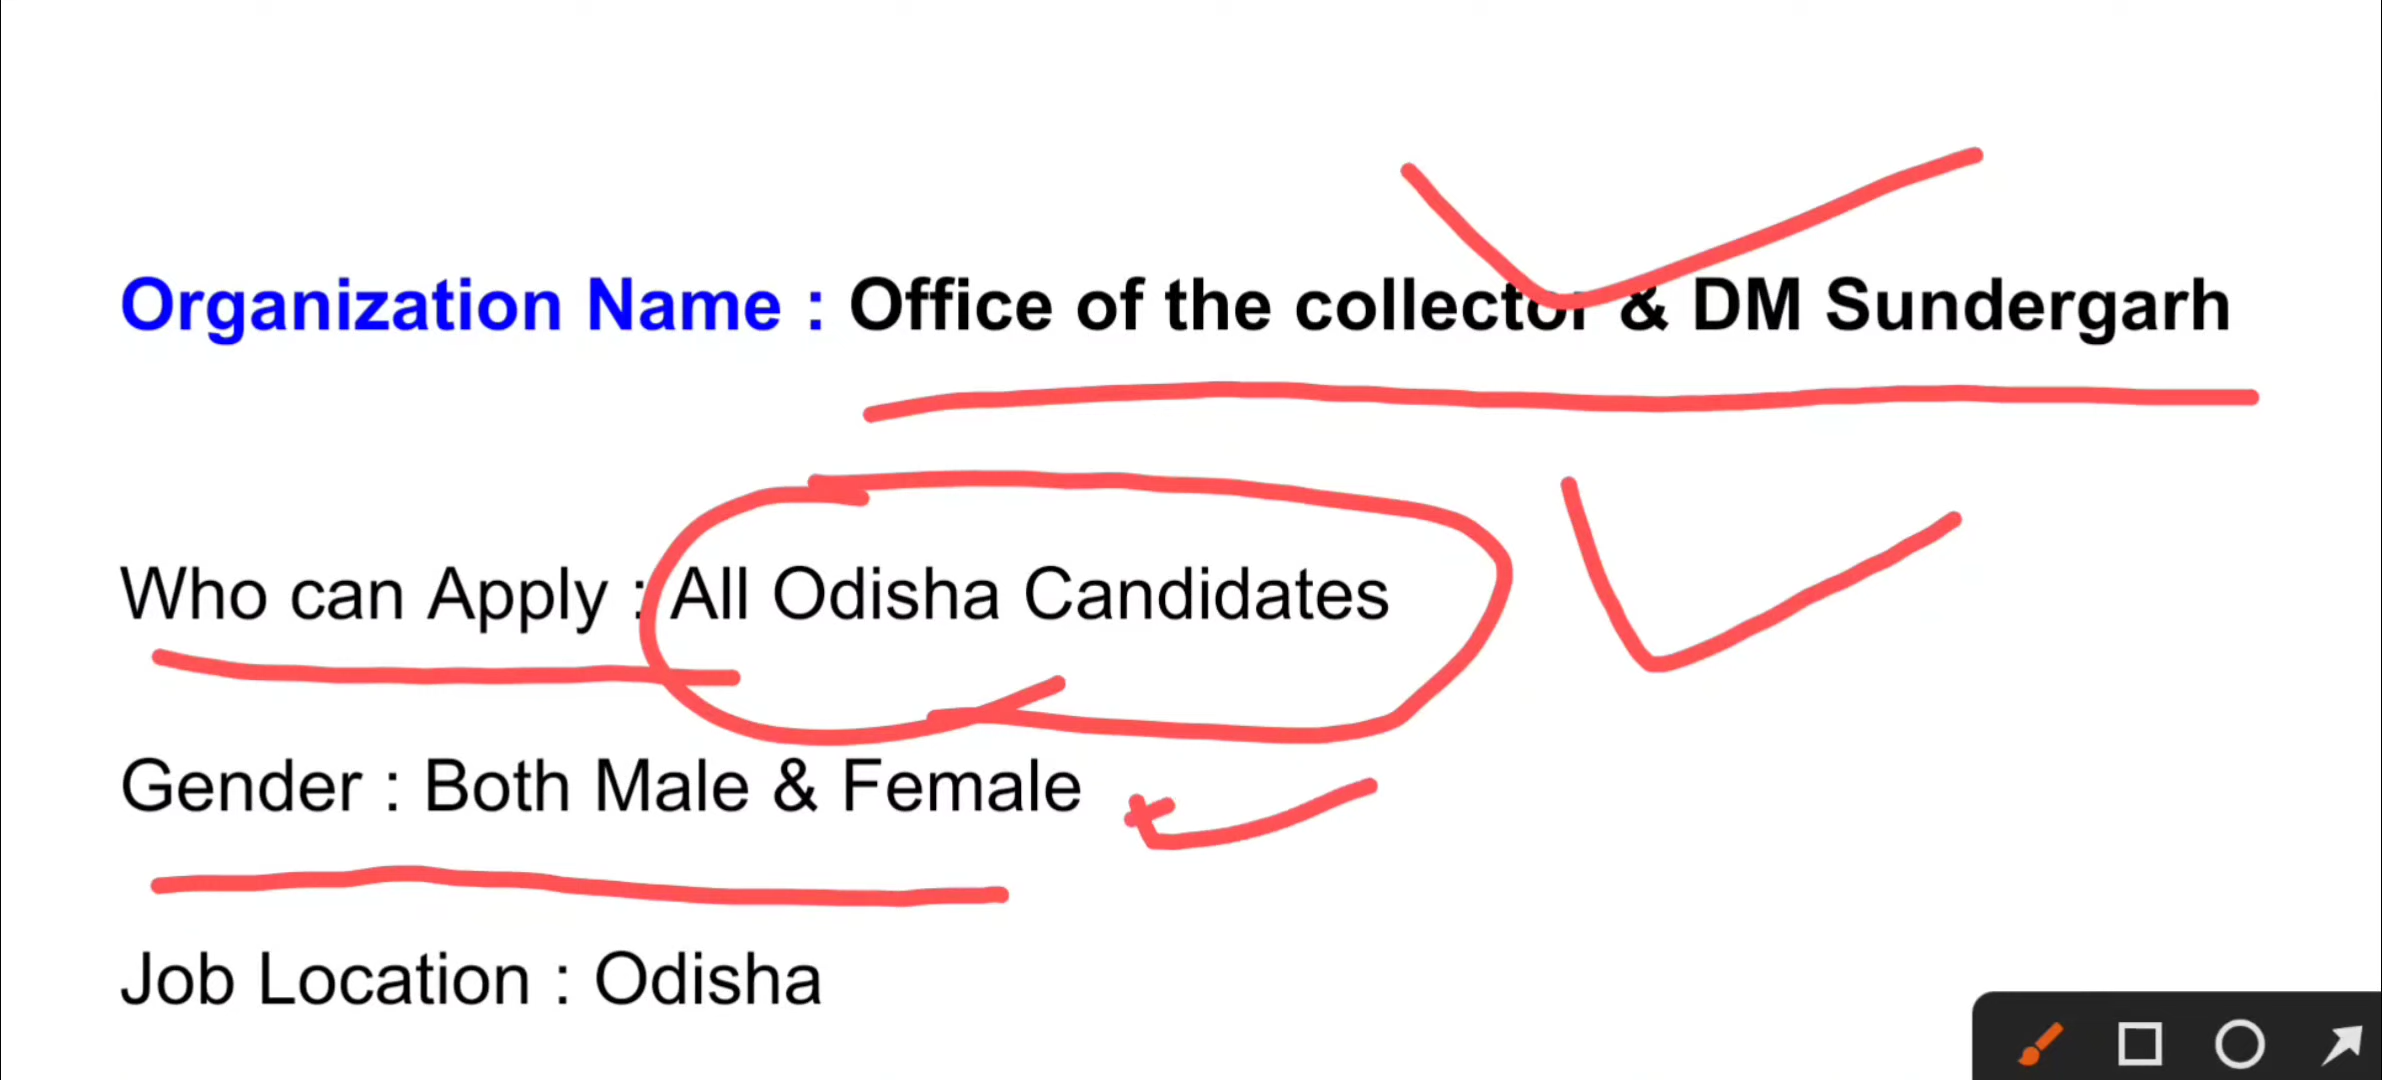 Organization Name : Office of the collector & DM Sundergarh
Who can Apply : All Odisha Candidates
Gender : Both Male & Female
Job Location : Odisha